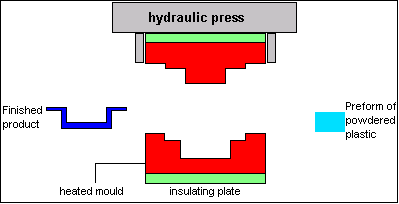 hydraulic press
Finished
product
Preform of
powdered
plastic
heated mould
insulating plate